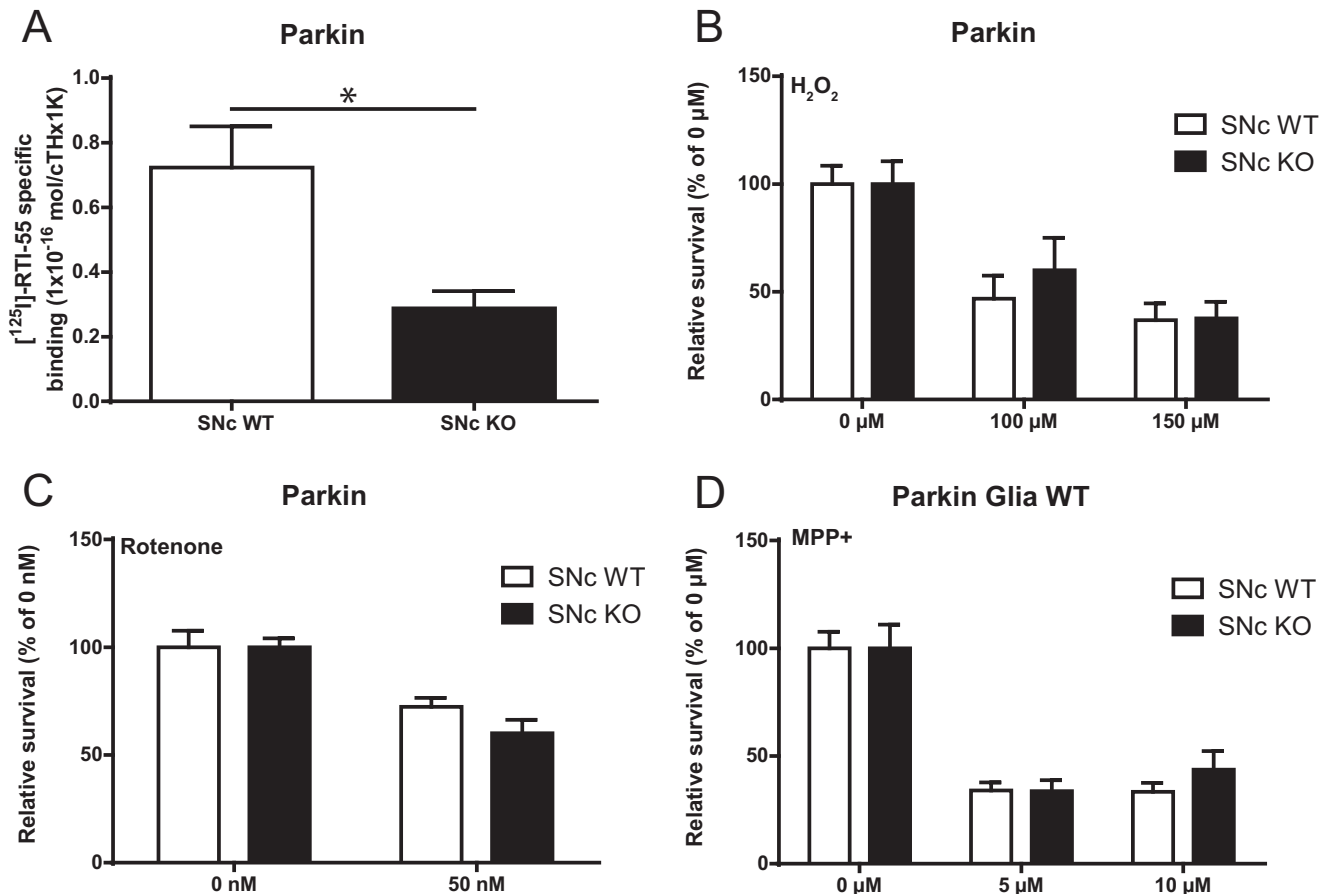 A
Parkin
[125I]-RTI-55 specific
binding (1x10-16 mol/cTHx1K)
1.0
0.8
0.6
0.4
0.2
0.0
*
SNc WT
SNc KO
B
Parkin
Relative survival (% of 0 µM)
150
100
50
0
H2O2
SNc WT
SNc KO
0 µM
100 µM
150 µM
C
Parkin
Relative survival (% of 0 nM)
150
100
50
0
Rotenone
SNc WT
SNc KO
0 nM
50 nM
D
Parkin Glia WT
Relative survival (% of 0 µM)
150
100
50
0
MPP+
SNc WT
SNc KO
0 µM
5 µM
10 µM